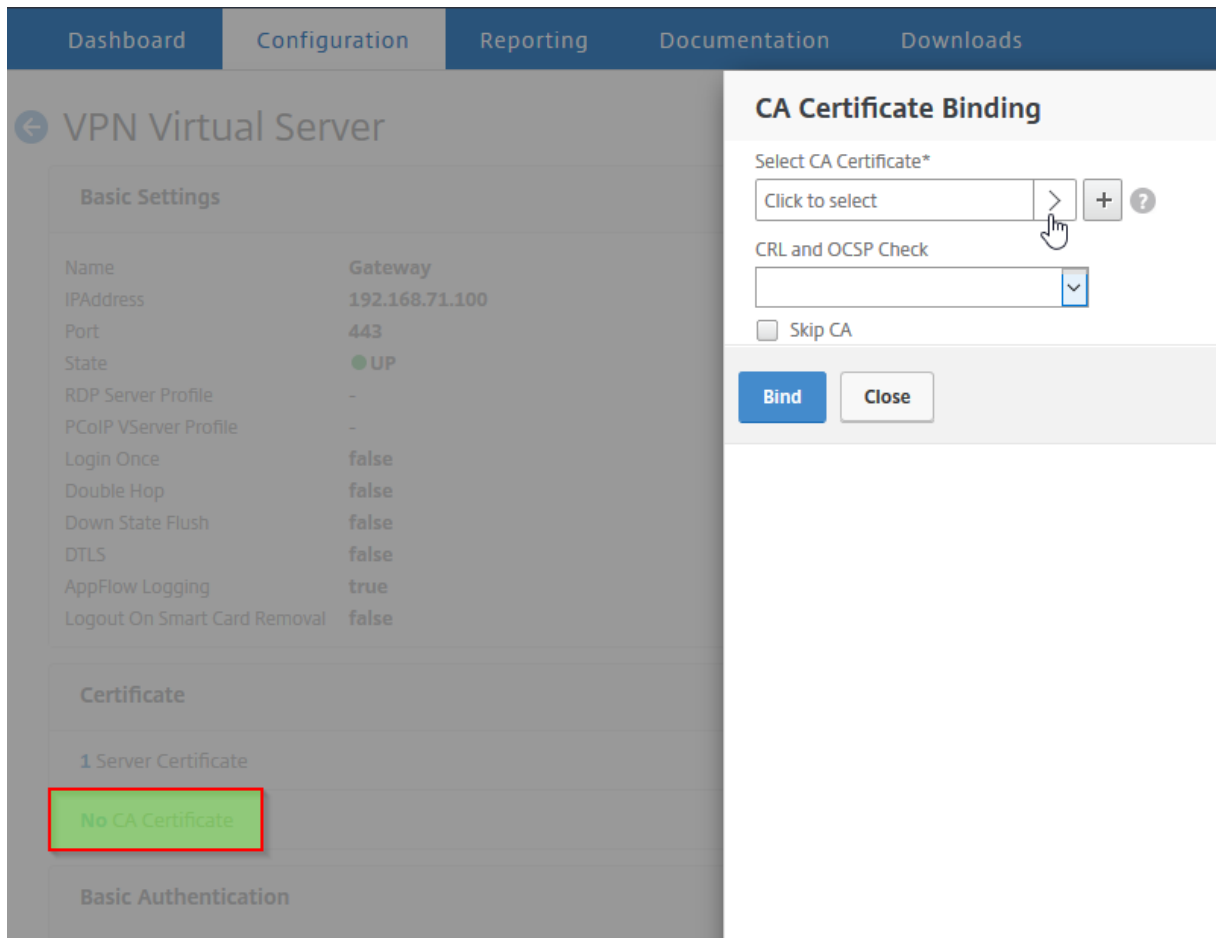 Dashboard Configuration Reporting Documentation Downloads
VPN Virtual Server
Basic Settings
Name Gateway
IPAddress 192.168.71.100
Port 443
State UP
RDP Server Profile -
PCoIP VServer Profile -
Login Once false
Double Hop false
Down State Flush false
DTLS false
AppFlow Logging true
Logout On Smart Card Removal false
Certificate
1 Server Certificate
No CA Certificate
Basic Authentication
CA Certificate Binding
Select CA Certificate*
Click to select > + ?
CRL and OCSP Check
Skip CA
Bind Close